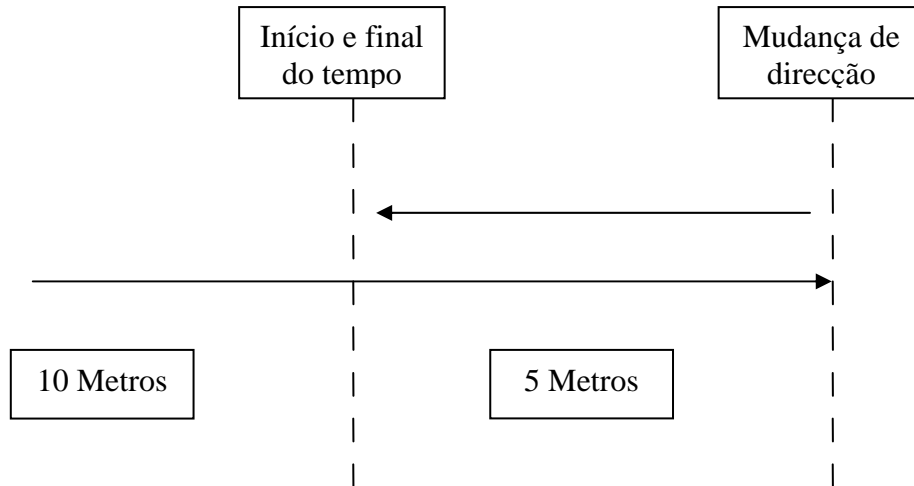 Início e final
do tempo
Mudança de
direcção
10 Metros
5 Metros